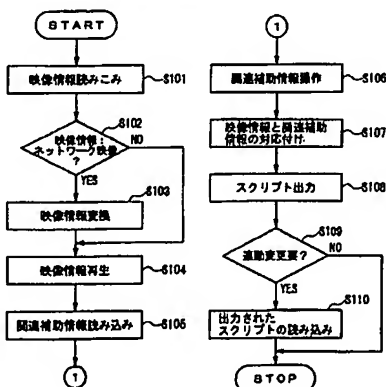 START
映像情報読みこみ
S101
S102
映像情報:
ネットワーク映像
?
NO
YES
S103
映像情報変換
映像情報再生
S104
関連補助情報読み込み
S105
1
1
関連補助情報操作
S106
映像情報と関連補助
情報の対応付け
S107
スクリプト出力
S108
S109
連動変更要?
NO
YES
S110
出力された
スクリプトの読み込み
STOP